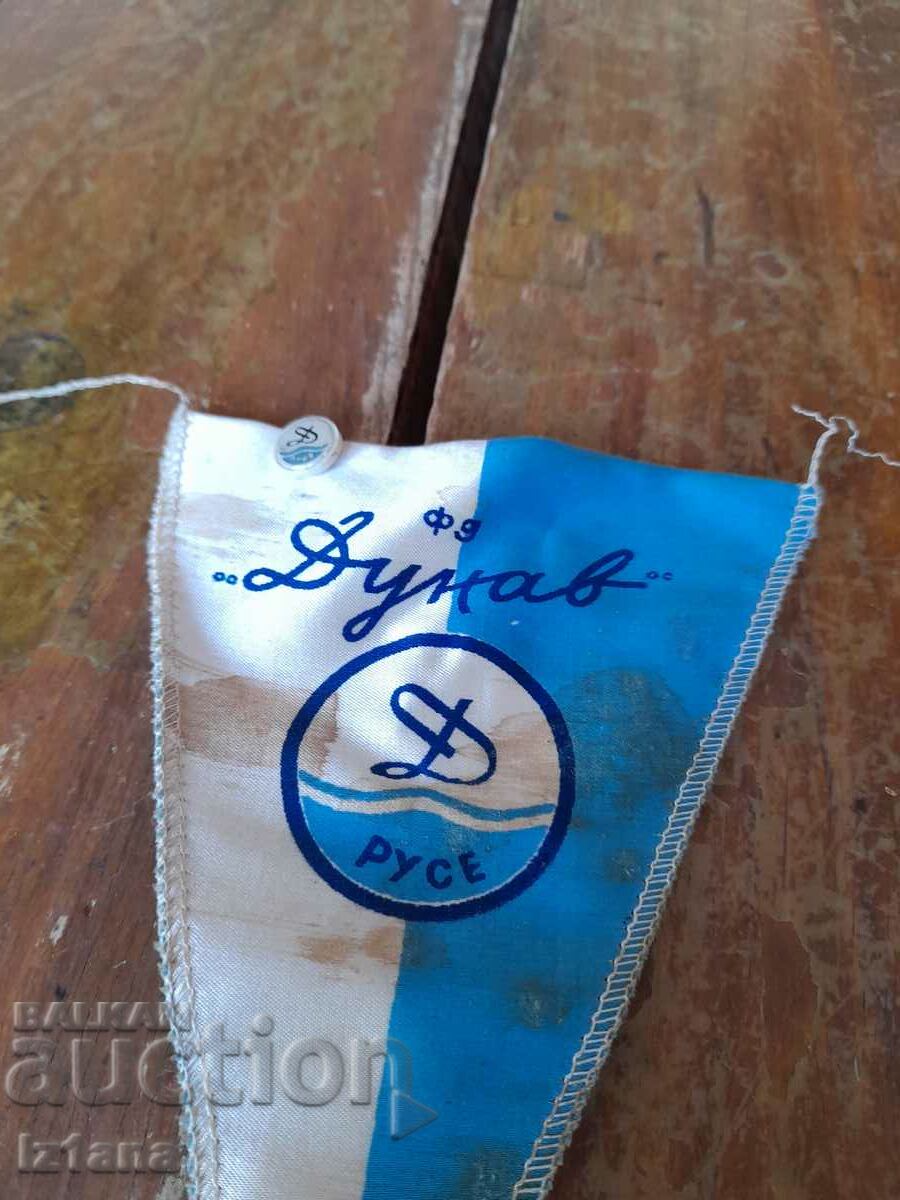 Д
фд
„Дунав“
Д
РУСЕ
BALKAN
auction
iz1ana